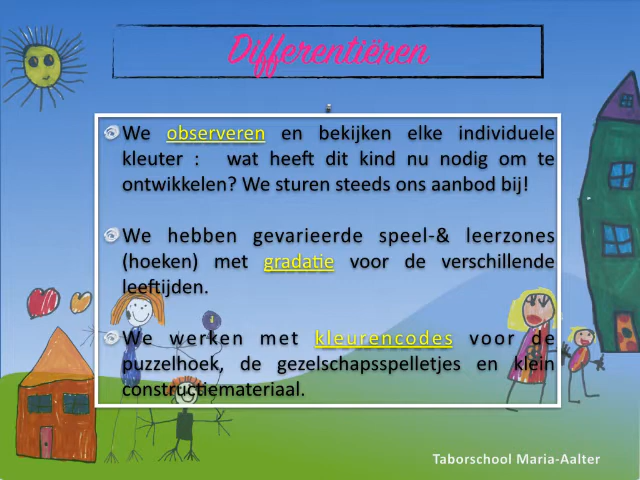 Differentiëren
We observeren en bekijken elke individuele
kleuter : wat heeft dit kind nu nodig om te
ontwikkelen? We sturen steeds ons aanbod bij!
We hebben gevarieerde speel-& leerzones
(hoeken) met gradatie voor de verschillende
leeftijden.
We werken met kleurencodes voor de
puzzelhoek, de gezelschapsspelletjes en klein
constructiemateriaal.
Taborschool Maria-Aalter